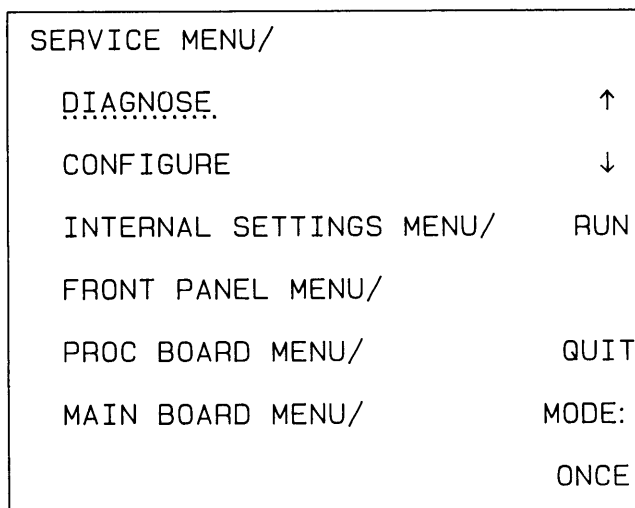 SERVICE MENU/
DIAGNOSE ↑
CONFIGURE ↓
INTERNAL SETTINGS MENU/ RUN
FRONT PANEL MENU/
PROC BOARD MENU/ QUIT
MAIN BOARD MENU/ MODE:
ONCE